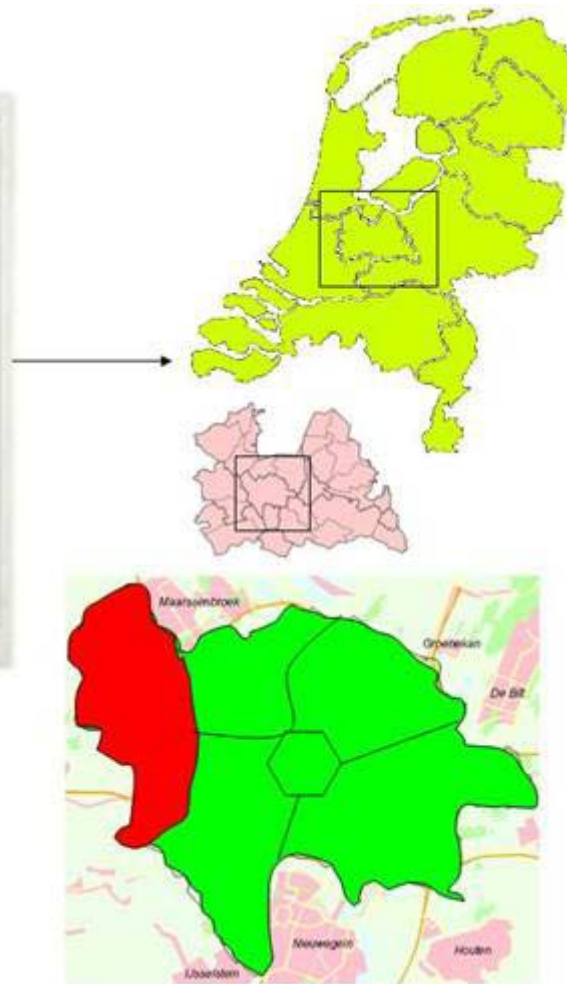 Maarssenbroek
Groenekan
De Bilt
Nieuwegein
Houten
IJsselstein